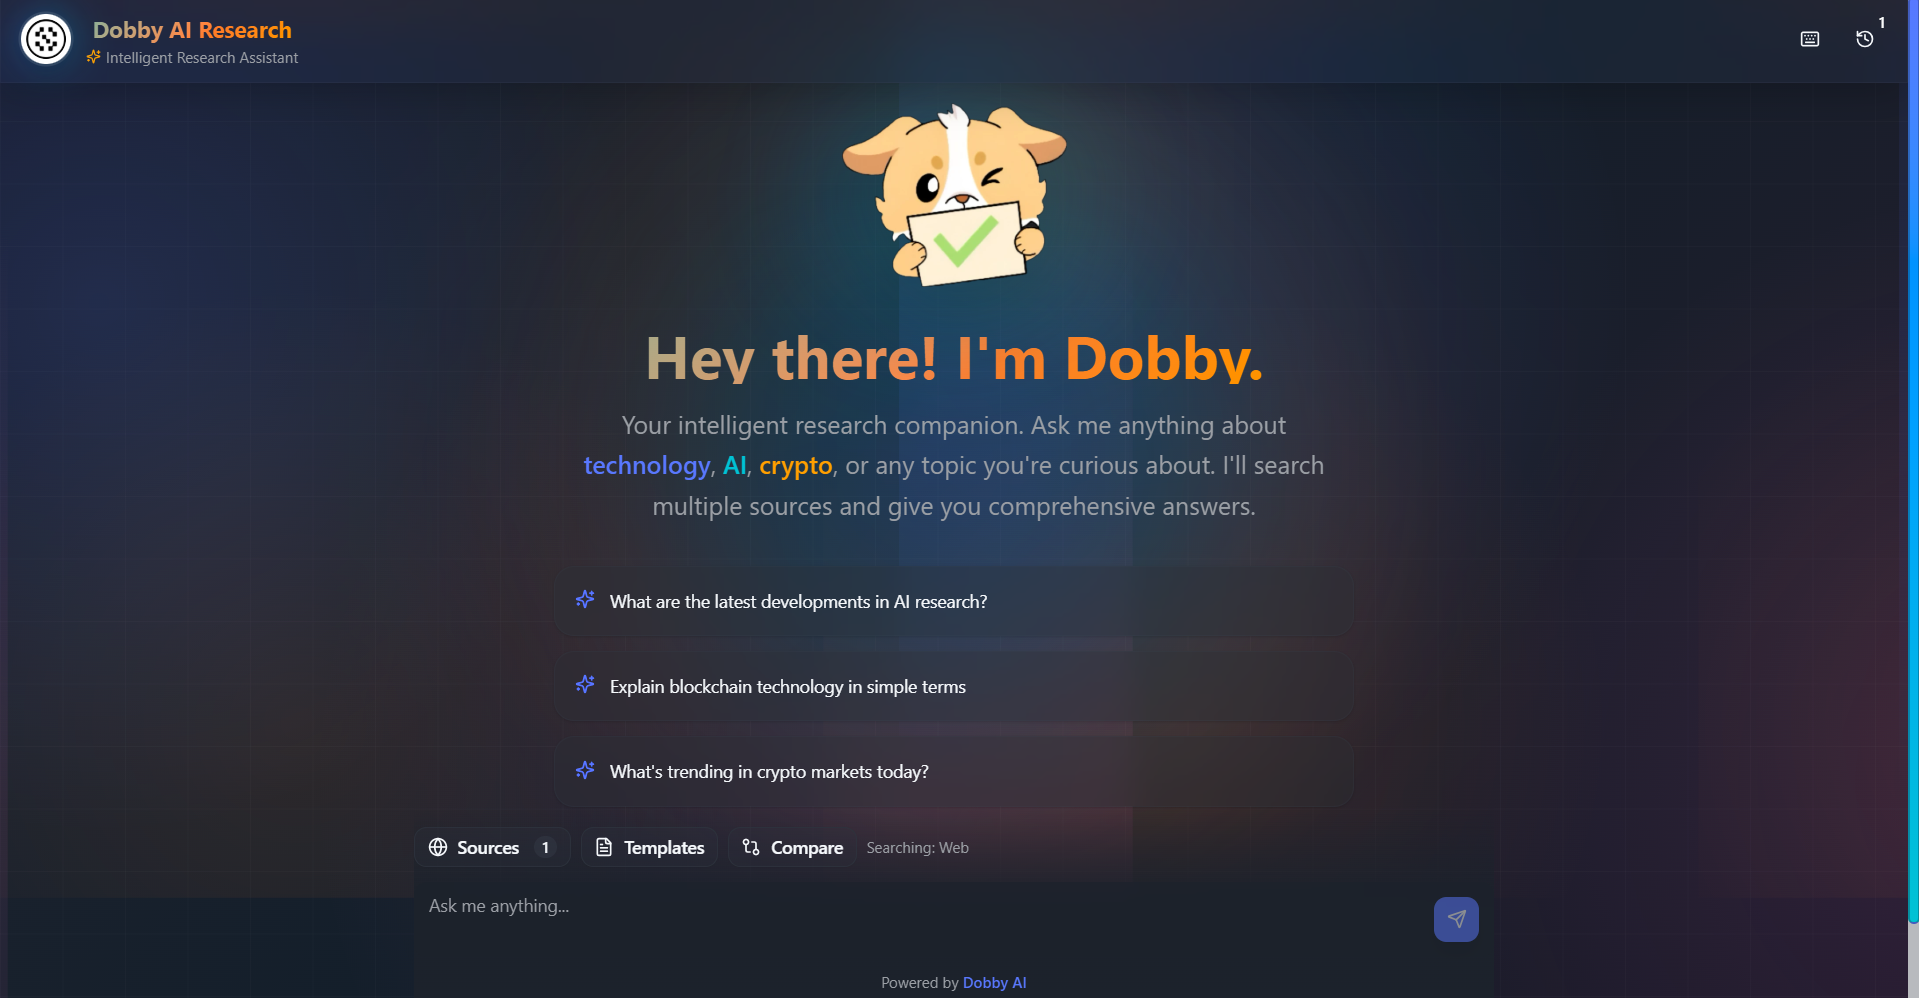 Dobby AI Research
Intelligent Research Assistant
1
Hey there! I'm Dobby.
Your intelligent research companion. Ask me anything about
technology, AI, crypto, or any topic you're curious about. I'll search
multiple sources and give you comprehensive answers.
What are the latest developments in AI research?
Explain blockchain technology in simple terms
What's trending in crypto markets today?
Sources 1 Templates Compare Searching: Web
Ask me anything...
Powered by Dobby AI